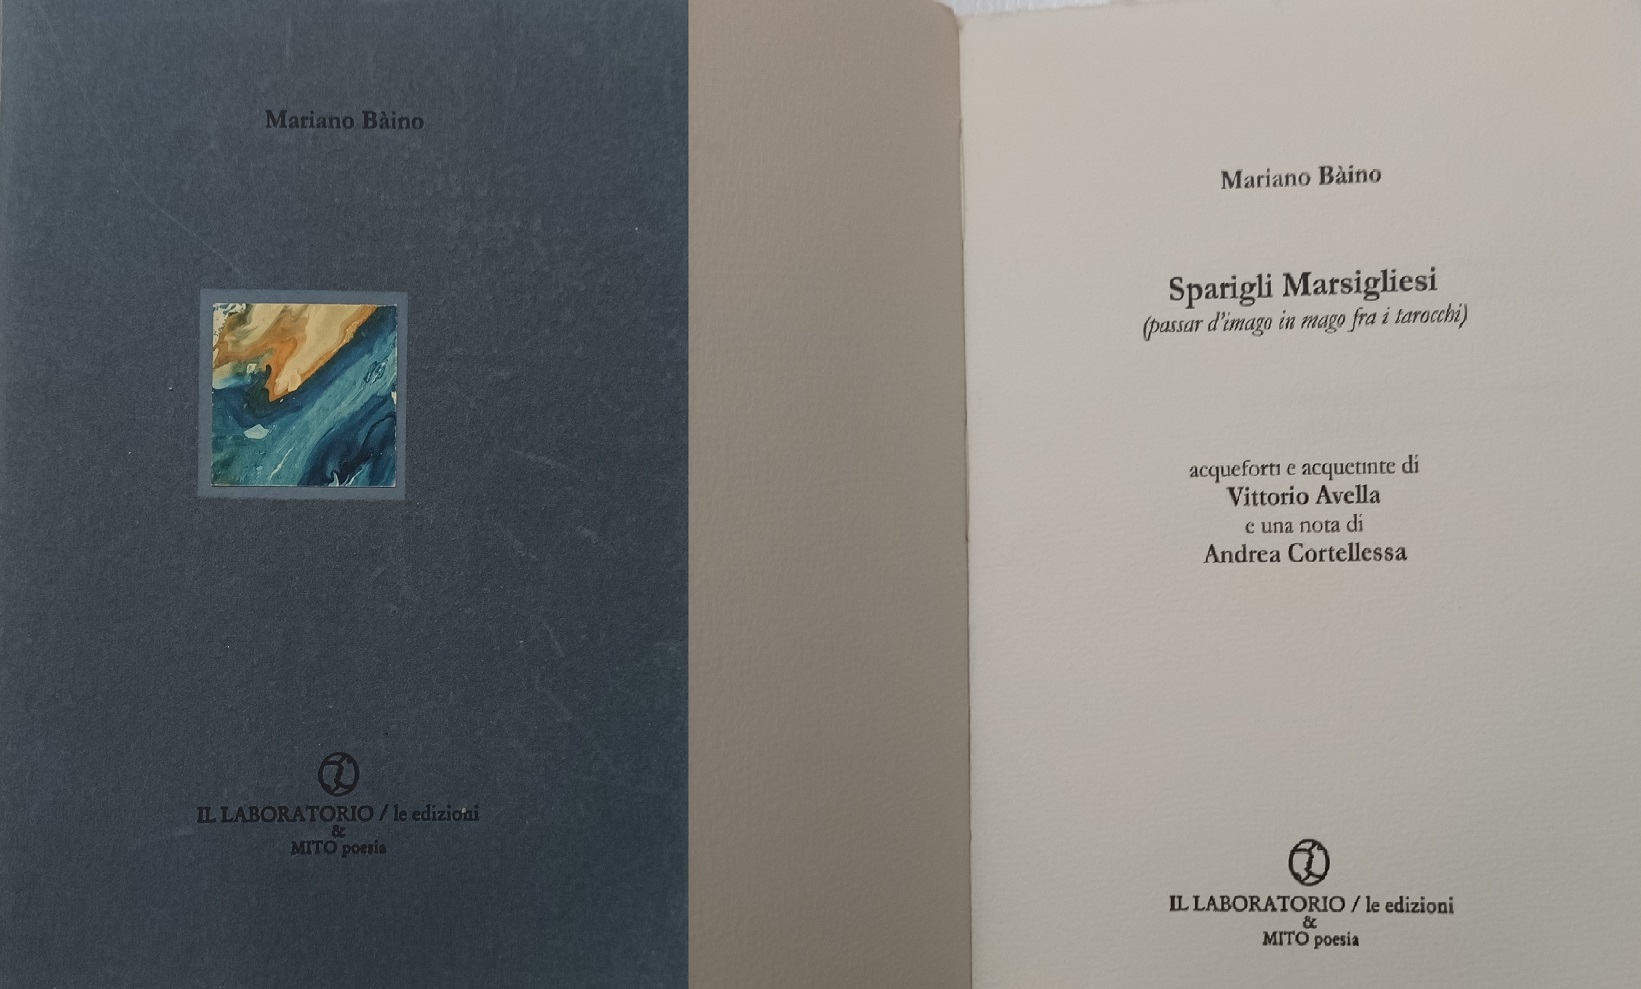 Mariano Bàino
IL LABORATORIO / le edizioni
&
MITO poesia
Mariano Bàino
Sparigli Marsigliesi
(passar d'imago in mago fra i tarocchi)
acqueforti e acquetinte di
Vittorio Avella
e una nota di
Andrea Cortellessa
IL LABORATORIO / le edizioni
&
MITO poesia